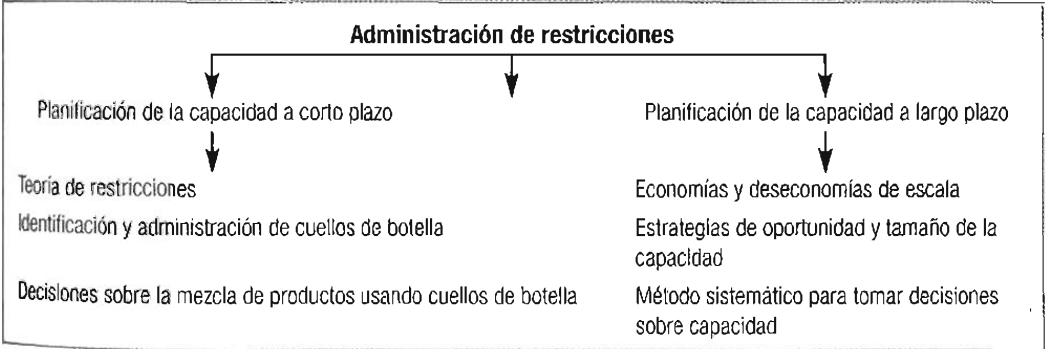 Administración de restricciones
Planificación de la capacidad a corto plazo
Planificación de la capacidad a largo plazo
Teoría de restricciones
Identificación y administración de cuellos de botella
Decisiones sobre la mezcla de productos usando cuellos de botella
Economías y deseconomías de escala
Estrategias de oportunidad y tamaño de la
capacidad
Método sistemático para tomar decisiones
sobre capacidad